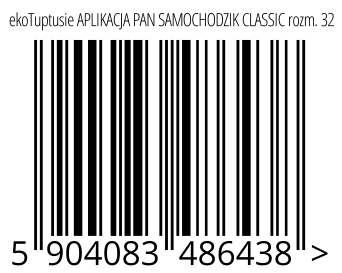 ekoTuptusie APLIKACJA PAN SAMOCHODZIK CLASSIC rozm. 32
5 904083 486438 >